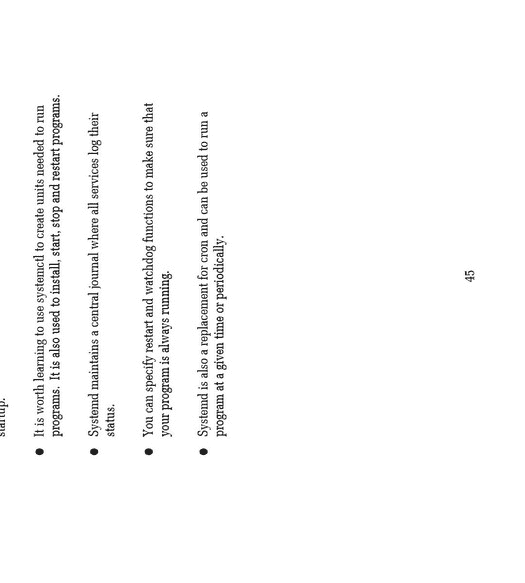 startup.
● It is worth learning to use systemctl to create units needed to run
programs. It is also used to install, start, stop and restart programs.
● Systemd maintains a central journal where all services log their
status.
● You can specify restart and watchdog functions to make sure that
your program is always running.
● Systemd is also a replacement for cron and can be used to run a
program at a given time or periodically.
45